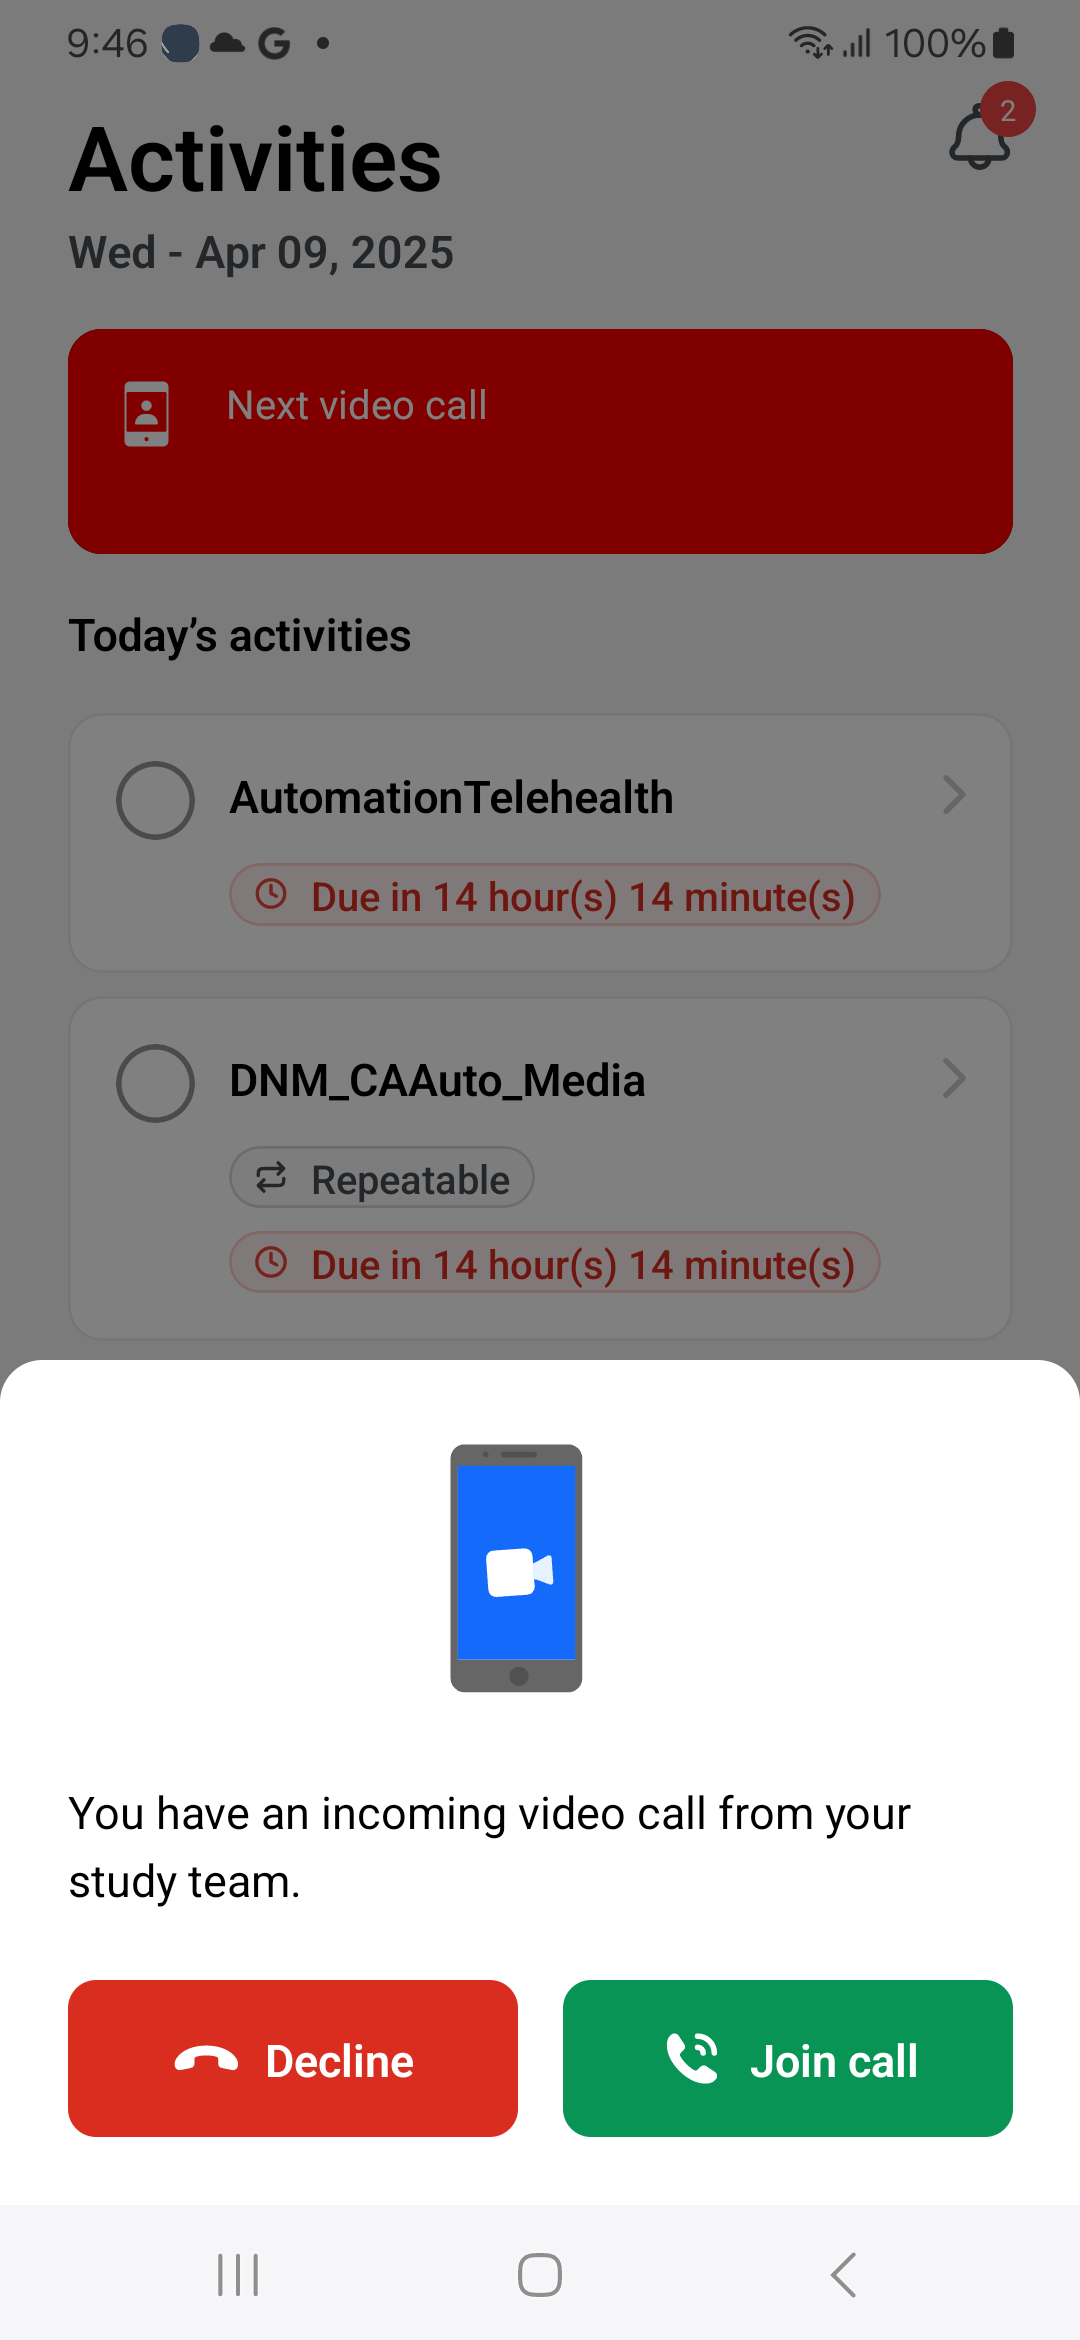 9:46
100%
2
Activities
Wed - Apr 09, 2025
Next video call
Today’s activities
AutomationTelehealth
Due in 14 hour(s) 14 minute(s)
DNM_CAAuto_Media
Repeatable
Due in 14 hour(s) 14 minute(s)
You have an incoming video call from your
study team.
Decline
Join call